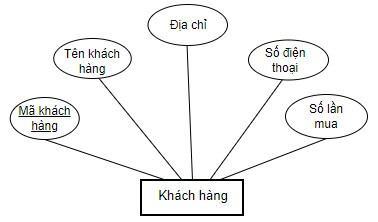 Địa chỉ
Tên khách
hàng
Số điện
thoại
Mã khách
hàng
Số lần
mua
Khách hàng